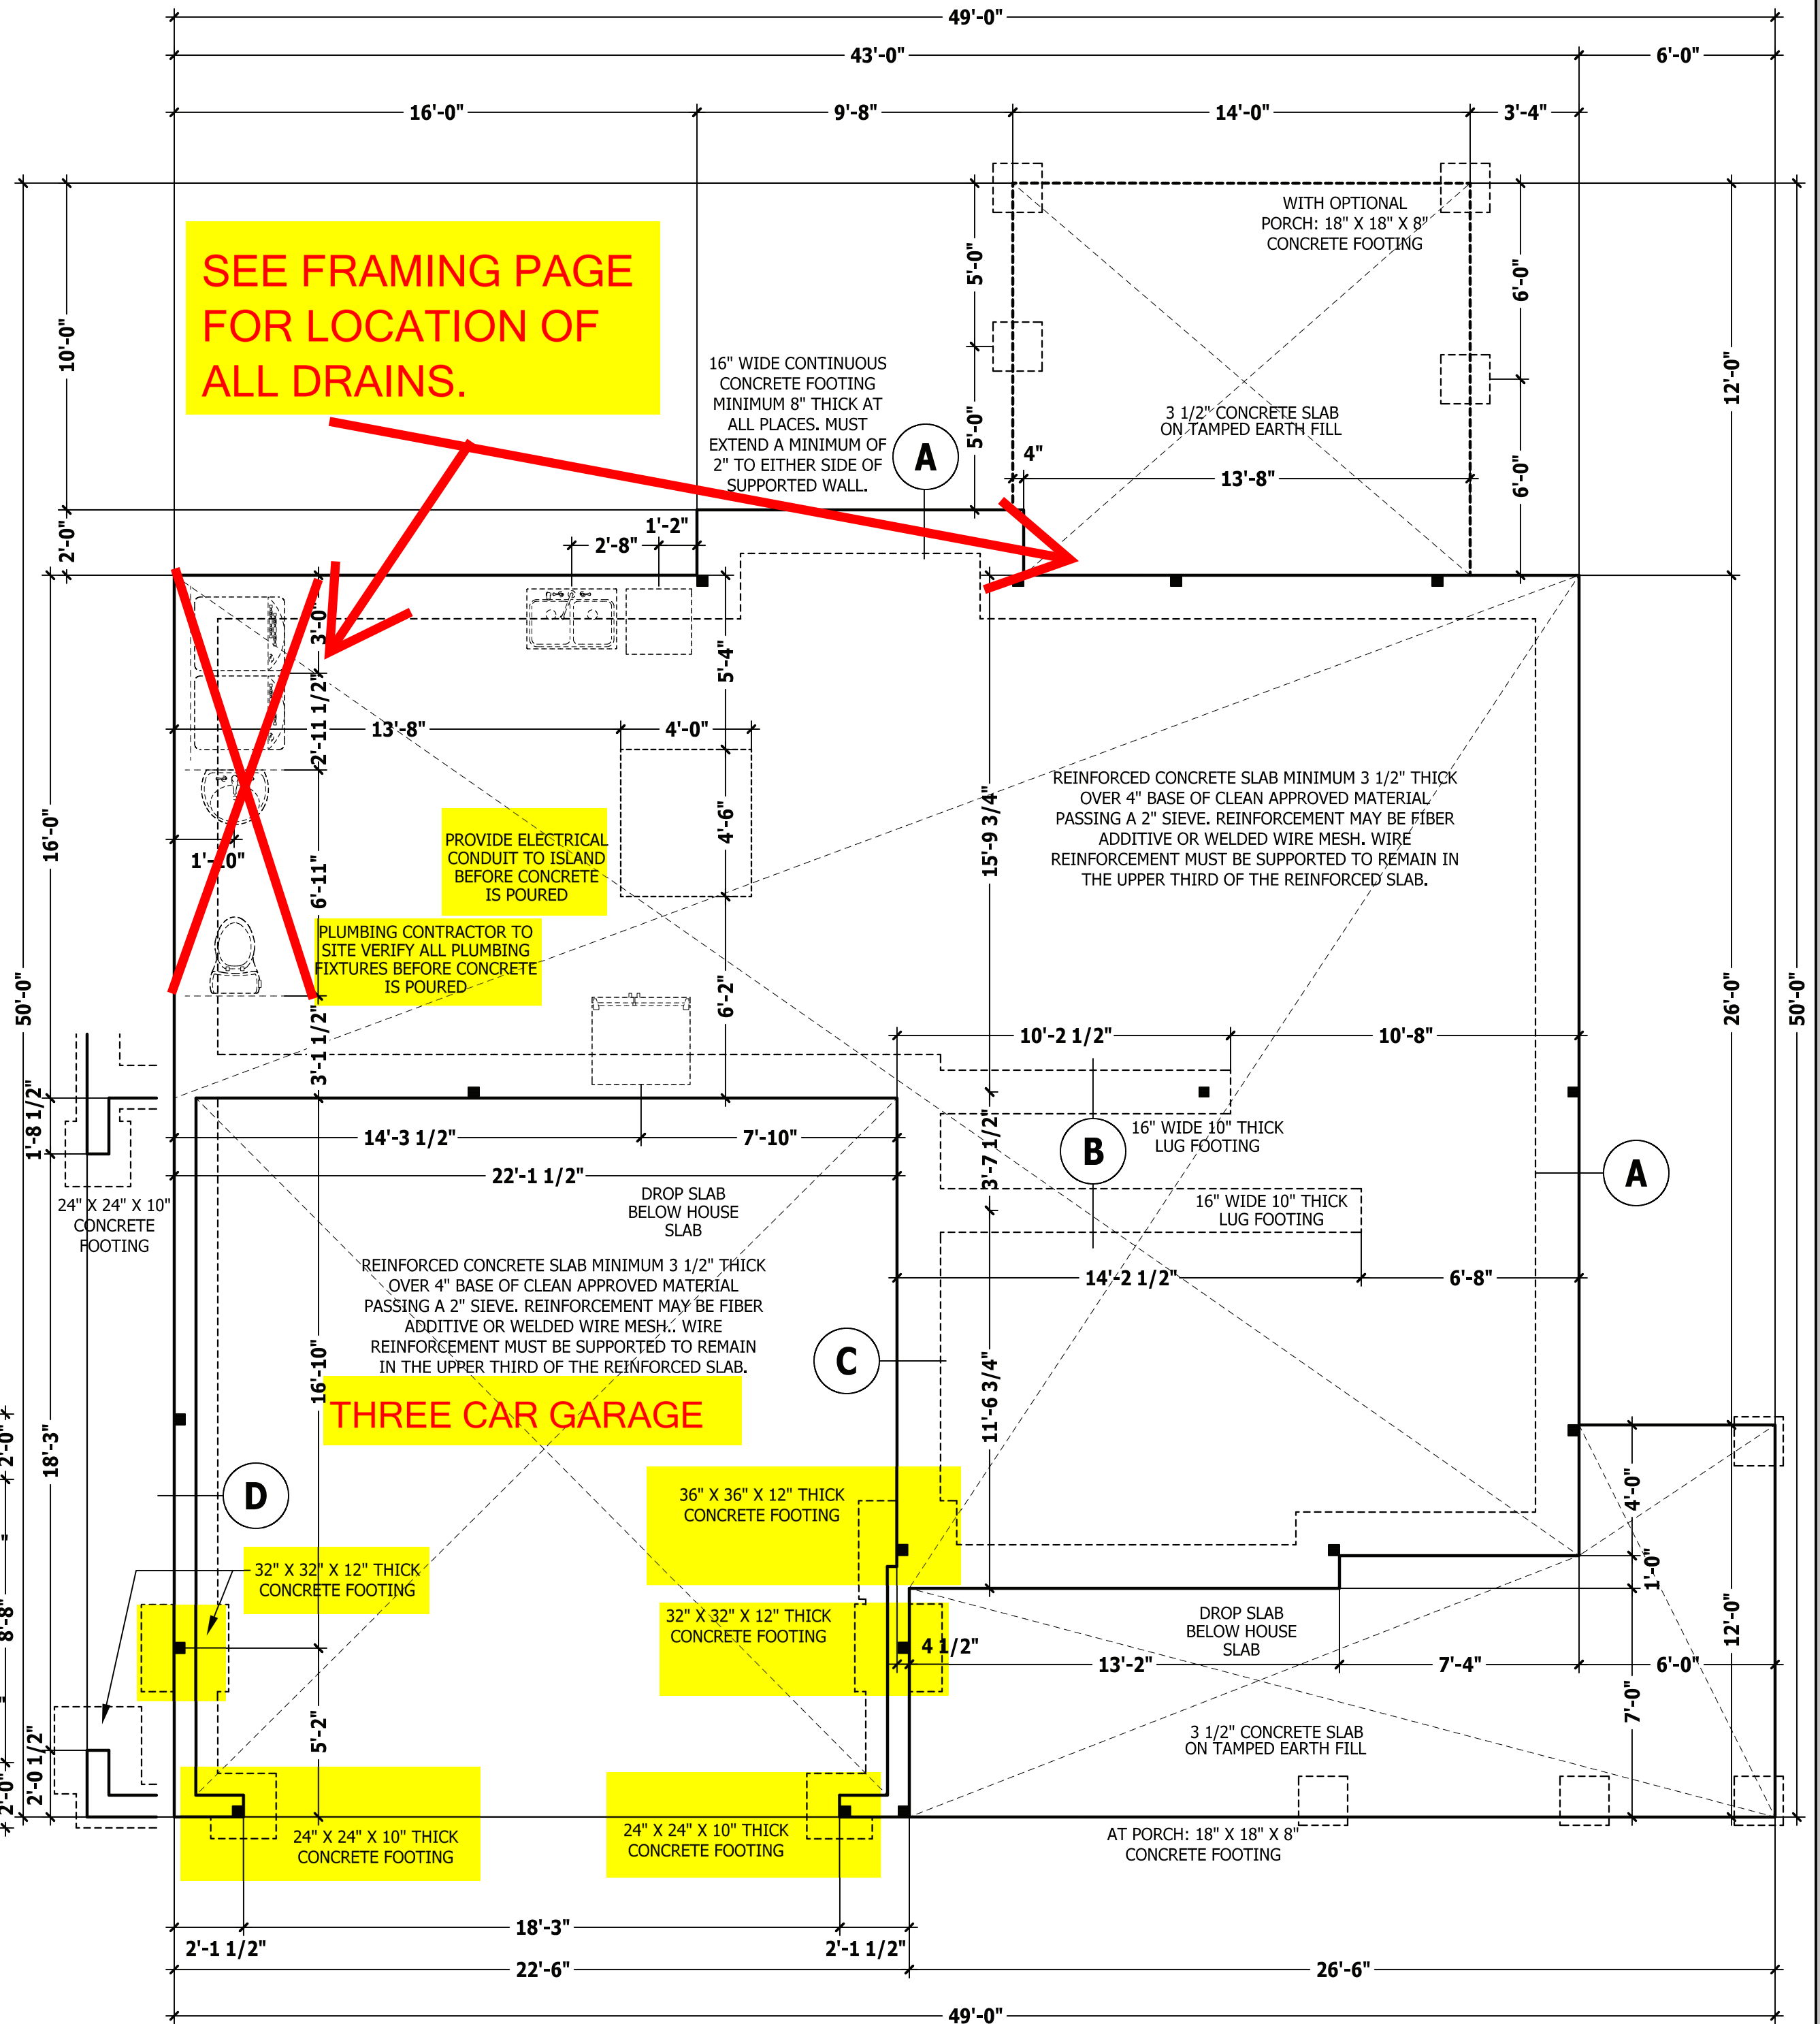 49'-0"
43'-0"
6'-0"
16'-0"
9'-8"
14'-0"
3'-4"
SEE FRAMING PAGE
FOR LOCATION OF
ALL DRAINS.
WITH OPTIONAL
PORCH: 18" X 18" X 8"
CONCRETE FOOTING
10'-0"
5'-0"
6'-0"
12'-0"
16" WIDE CONTINUOUS
CONCRETE FOOTING
MINIMUM 8" THICK AT
ALL PLACES. MUST
EXTEND A MINIMUM OF
2" TO EITHER SIDE OF
SUPPORTED WALL.
A
5'-0"
4"
3 1/2" CONCRETE SLAB
ON TAMPED EARTH FILL
13'-8"
6'-0"
2'-0"
1'-2"
2'-8"
3'-0"
5'-4"
2'-11 1/2"
13'-8"
4'-0"
16'-0"
1'-10"
6'-11"
4'-6"
15'-9 3/4"
REINFORCED CONCRETE SLAB MINIMUM 3 1/2" THICK
OVER 4" BASE OF CLEAN APPROVED MATERIAL
PASSING A 2" SIEVE. REINFORCEMENT MAY BE FIBER
ADDITIVE OR WELDED WIRE MESH. WIRE
REINFORCEMENT MUST BE SUPPORTED TO REMAIN IN
THE UPPER THIRD OF THE REINFORCED SLAB.
PROVIDE ELECTRICAL
CONDUIT TO ISLAND
BEFORE CONCRETE
IS POURED
PLUMBING CONTRACTOR TO
SITE VERIFY ALL PLUMBING
FIXTURES BEFORE CONCRETE
IS POURED
50'-0"
6'-2"
26'-0"
50'-0"
3'-1 1/2"
10'-2 1/2"
10'-8"
1'-8 1/2"
14'-3 1/2"
7'-10"
3'-7 1/2"
B
16" WIDE 10" THICK
LUG FOOTING
A
22'-1 1/2"
24" X 24" X 10"
CONCRETE
FOOTING
DROP SLAB
BELOW HOUSE
SLAB
16" WIDE 10" THICK
LUG FOOTING
14'-2 1/2"
6'-8"
REINFORCED CONCRETE SLAB MINIMUM 3 1/2" THICK
OVER 4" BASE OF CLEAN APPROVED MATERIAL
PASSING A 2" SIEVE. REINFORCEMENT MAY BE FIBER
ADDITIVE OR WELDED WIRE MESH.. WIRE
REINFORCEMENT MUST BE SUPPORTED TO REMAIN
IN THE UPPER THIRD OF THE REINFORCED SLAB.
16'-10"
C
11'-6 3/4"
THREE CAR GARAGE
2'-0"
18'-3"
D
36" X 36" X 12" THICK
CONCRETE FOOTING
4'-0"
32" X 32" X 12" THICK
CONCRETE FOOTING
1'-0"
8'-8"
32" X 32" X 12" THICK
CONCRETE FOOTING
4 1/2"
DROP SLAB
BELOW HOUSE
SLAB
12'-0"
13'-2"
7'-4"
6'-0"
7'-0"
5'-2"
3 1/2" CONCRETE SLAB
ON TAMPED EARTH FILL
2'-0 1/2"
2'-0"
24" X 24" X 10" THICK
CONCRETE FOOTING
24" X 24" X 10" THICK
CONCRETE FOOTING
AT PORCH: 18" X 18" X 8"
CONCRETE FOOTING
18'-3"
2'-1 1/2"
2'-1 1/2"
22'-6"
26'-6"
49'-0"